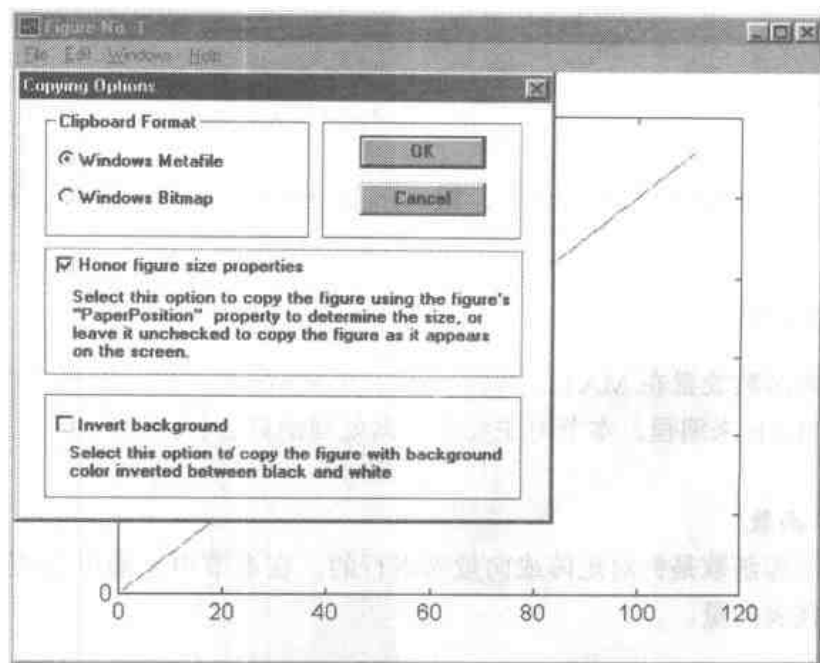 Figure No. 1
File Edit Windows Help
Copying Options
Clipboard Format
Windows Metafile
Windows Bitmap
OK
Cancel
Honor figure size properties
Select this option to copy the figure using the figure's
"PaperPosition" property to determine the size, or
leave it unchecked to copy the figure as it appears
on the screen.
Invert background
Select this option to copy the figure with background
color inverted between black and white
0
0 20 40 60 80 100 120